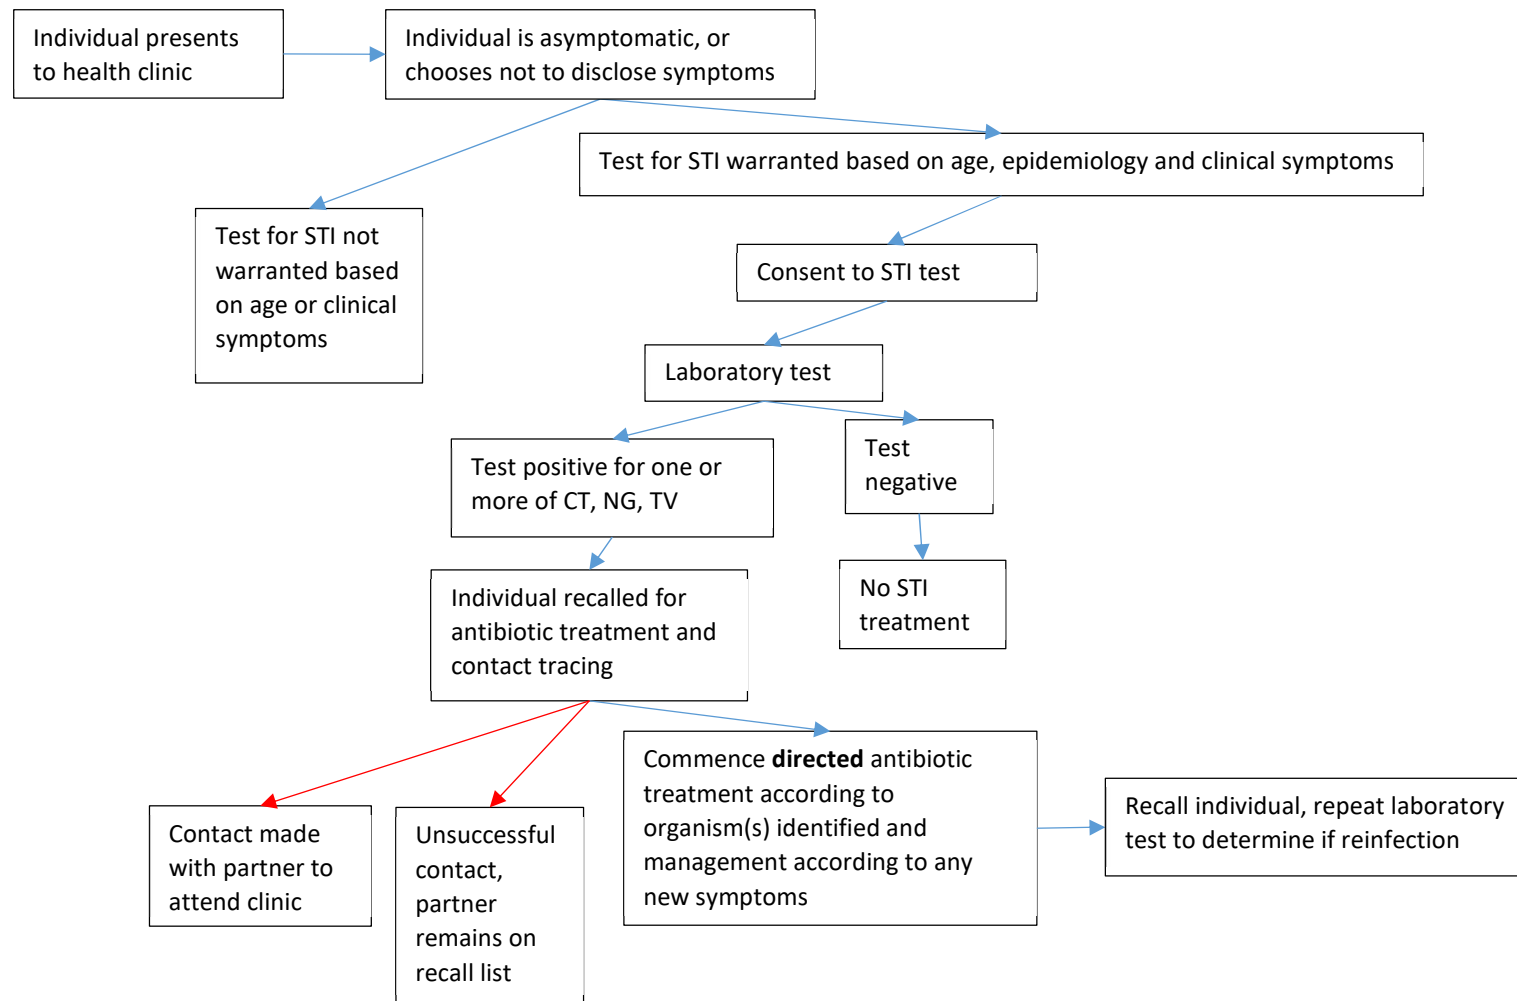 Individual presents
to health clinic
Individual is asymptomatic, or
chooses not to disclose symptoms
Test for STI warranted based on age, epidemiology and clinical symptoms
Test for STI not
warranted based
on age or clinical
symptoms
Consent to STI test
Laboratory test
Test positive for one or
more of CT, NG, TV
Test
negative
Individual recalled for
antibiotic treatment and
contact tracing
No STI
treatment
Contact made
with partner to
attend clinic
Unsuccessful
contact,
partner
remains on
recall list
Commence directed antibiotic
treatment according to
organism(s) identified and
management according to any
new symptoms
Recall individual, repeat laboratory
test to determine if reinfection